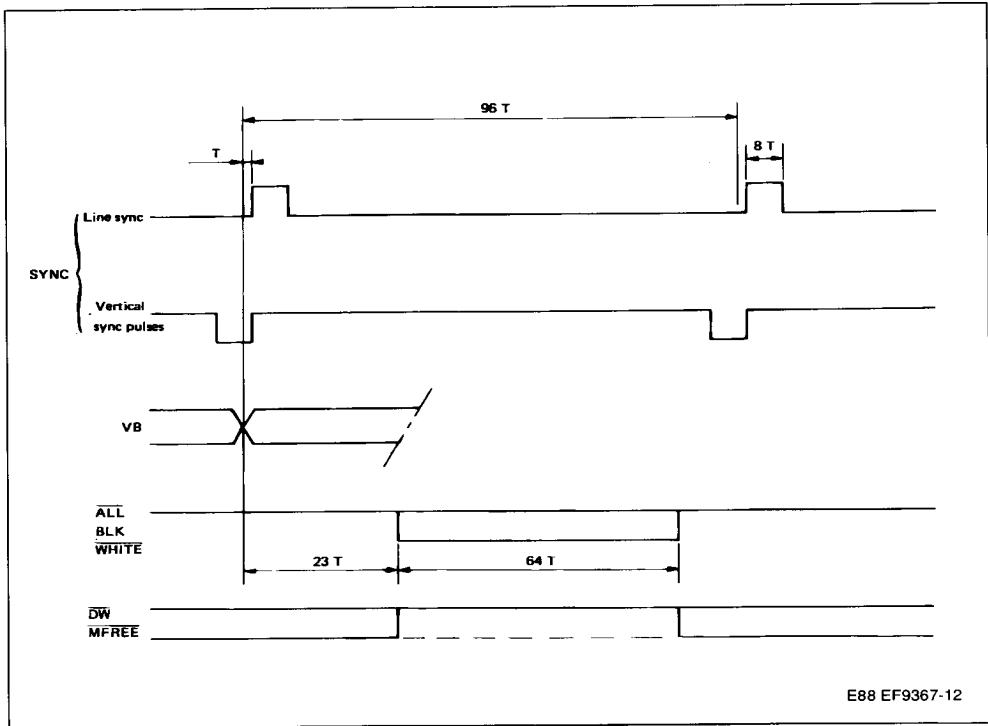 96 T
T
8 T
Line sync
SYNC
Vertical
sync pulses
VB
ALL
BLK
WHITE
23 T
64 T
DW
MFREE
E88 EF9367-12